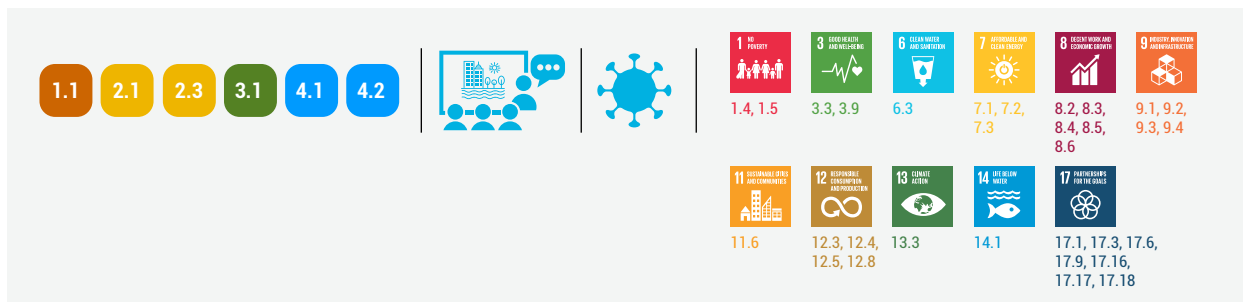 1.1 2.1 2.3 3.1 4.1 4.2
1 NO
POVERTY
1.4, 1.5
3 GOOD HEALTH
AND WELL-BEING
3.3, 3.9
6 CLEAN WATER
AND SANITATION
6.3
7 AFFORDABLE AND
CLEAN ENERGY
7.1, 7.2,
7.3
8 DECENT WORK AND
ECONOMIC GROWTH
8.2, 8.3,
8.4, 8.5,
8.6
9 INDUSTRY, INNOVATION
AND INFRASTRUCTURE
9.1, 9.2,
9.3, 9.4
11 SUSTAINABLE CITIES
AND COMMUNITIES
11.6
12 RESPONSIBLE
CONSUMPTION
AND PRODUCTION
12.3, 12.4,
12.5, 12.8
13 CLIMATE
ACTION
13.3
14 LIFE BELOW
WATER
14.1
17 PARTNERSHIPS
FOR THE GOALS
17.1, 17.3, 17.6,
17.9, 17.16,
17.17, 17.18